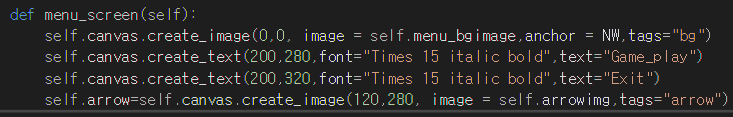 def menu_screen(self):
self.canvas.create_image(0,0, image = self.menu_bgimage,anchor = NW,tags="bg")
self.canvas.create_text(200,280,font="Times 15 italic bold",text="Game_play")
self.canvas.create_text(200,320,font="Times 15 italic bold",text="Exit")
self.arrow=self.canvas.create_image(120,280, image = self.arrowimg,tags="arrow")